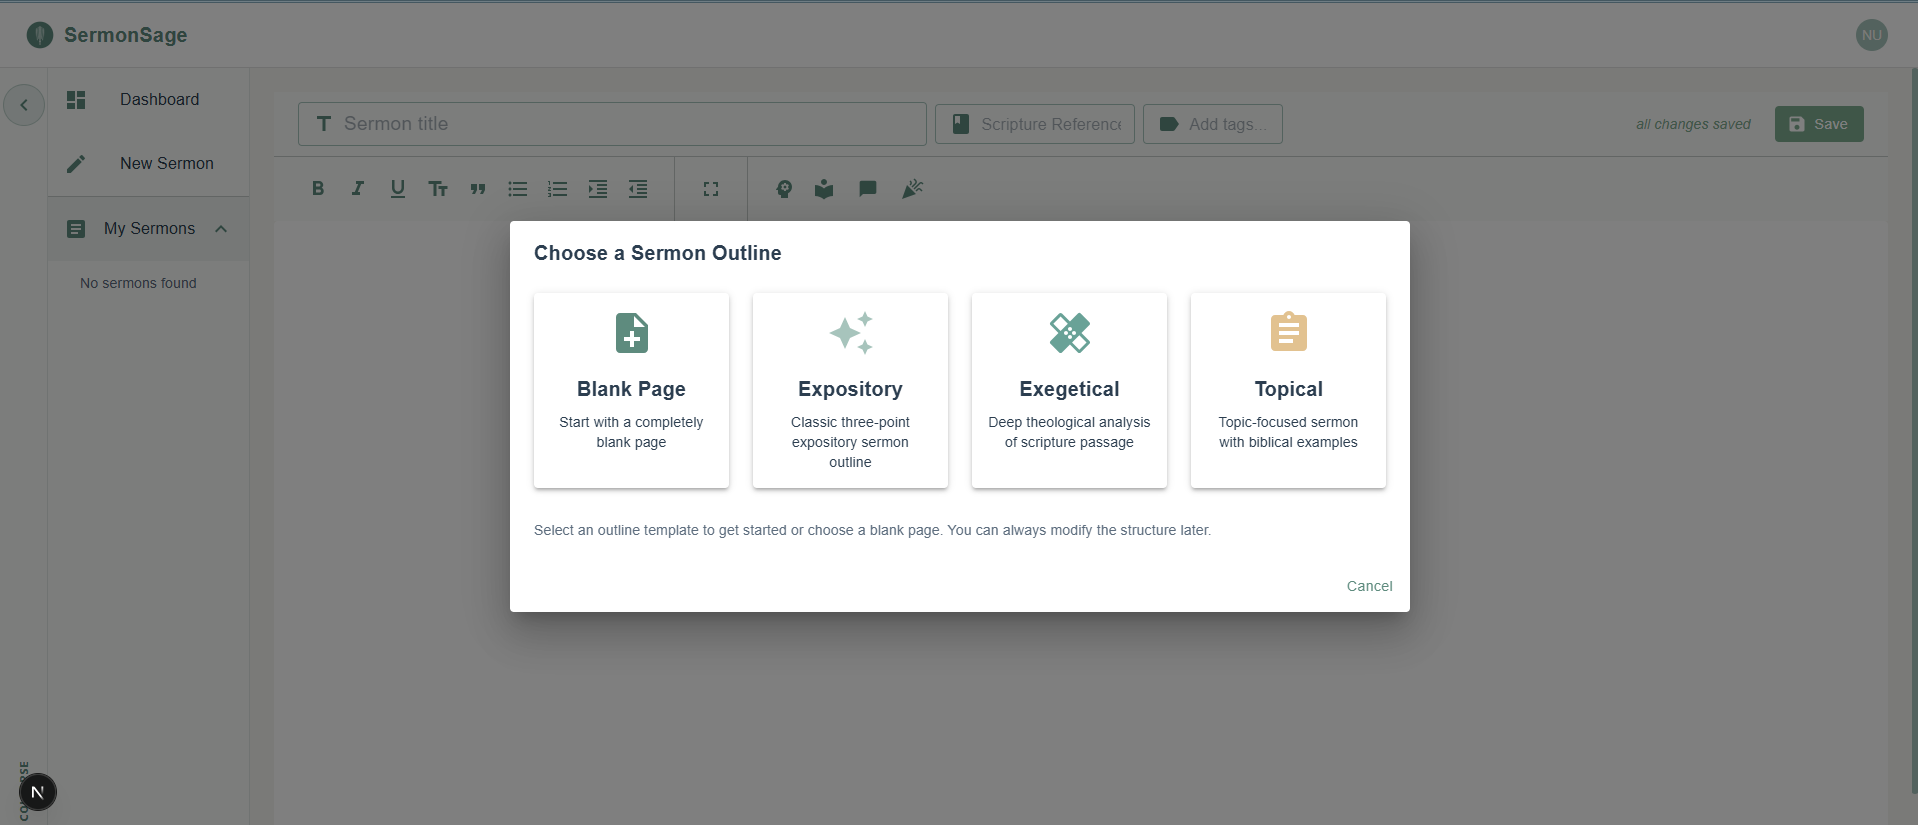 SermonSage
NU
Dashboard
New Sermon
My Sermons
No sermons found
Sermon title
Scripture Reference
Add tags...
all changes saved
Save
Choose a Sermon Outline
Blank Page
Start with a completely
blank page
Expository
Classic three-point
expository sermon
outline
Exegetical
Deep theological analysis
of scripture passage
Topical
Topic-focused sermon
with biblical examples
Select an outline template to get started or choose a blank page. You can always modify the structure later.
Cancel
N